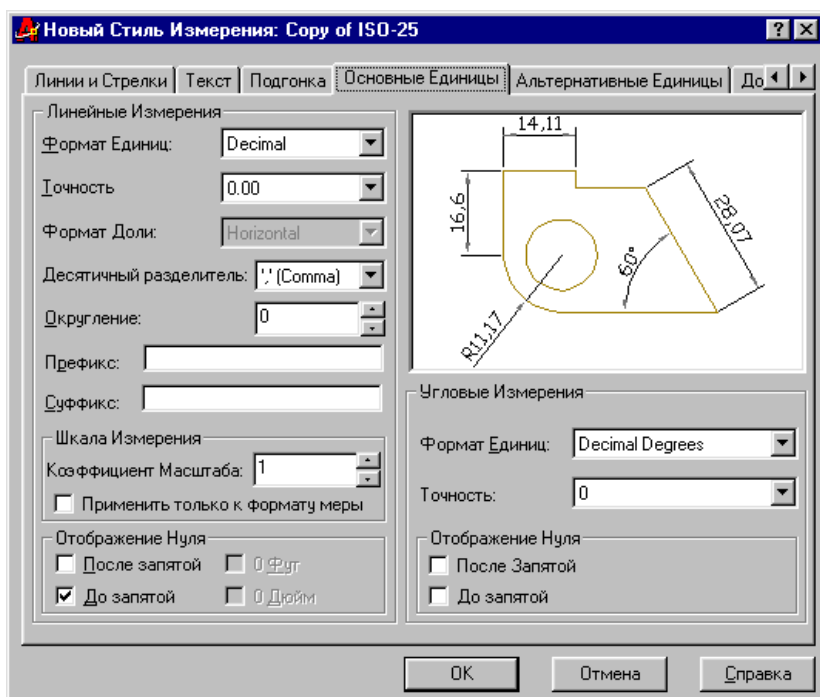 Новый Стиль Измерения: Copy of ISO-25
Линии и Стрелки
Текст
Подгонка
Основные Единицы
Альтернативные Единицы
До
Линейные Измерения
Формат Единиц:
Decimal
Точность
0.00
Формат Доли:
Horizontal
Десятичный разделитель:
',' (Comma)
Округление:
0
Префикс:
Суффикс:
Шкала Измерения
Коэффициент Масштаба:
1
Применить только к формату меры
Отображение Нуля
После запятой
0 Фут
До запятой
0 Дюйм
14,11
16,6
28,07
60°
R11,17
Угловые Измерения
Формат Единиц:
Decimal Degrees
Точность:
0
Отображение Нуля
После Запятой
До запятой
OK
Отмена
Справка